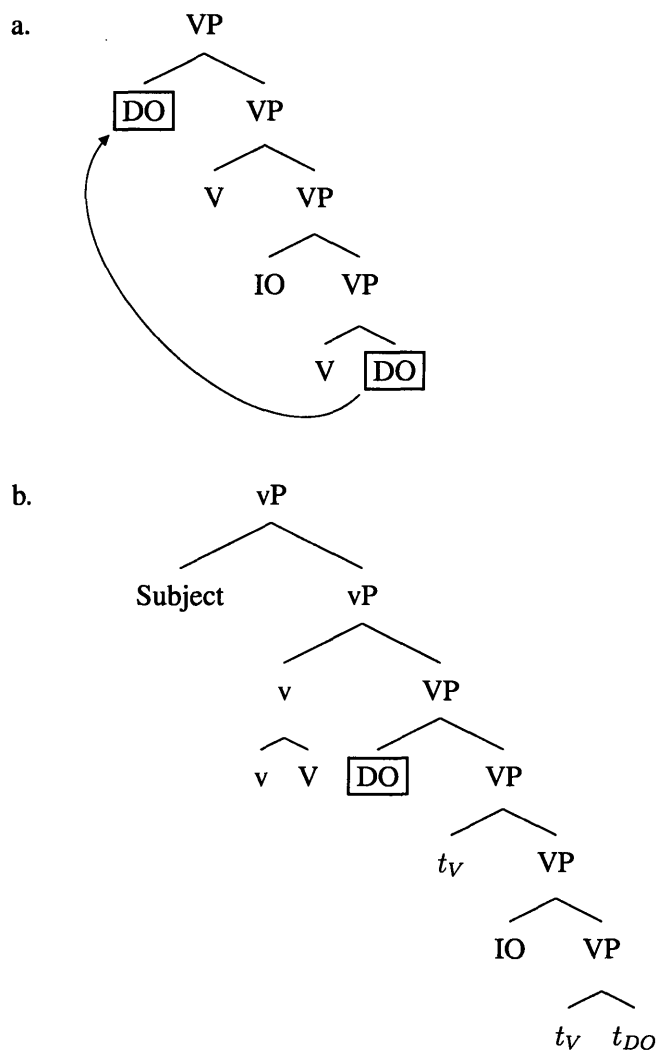 a.
VP
DO VP
V VP
IO VP
V DO
b.
vP
Subject vP
v VP
v V DO VP
t_V VP
IO VP
t_V t_DO